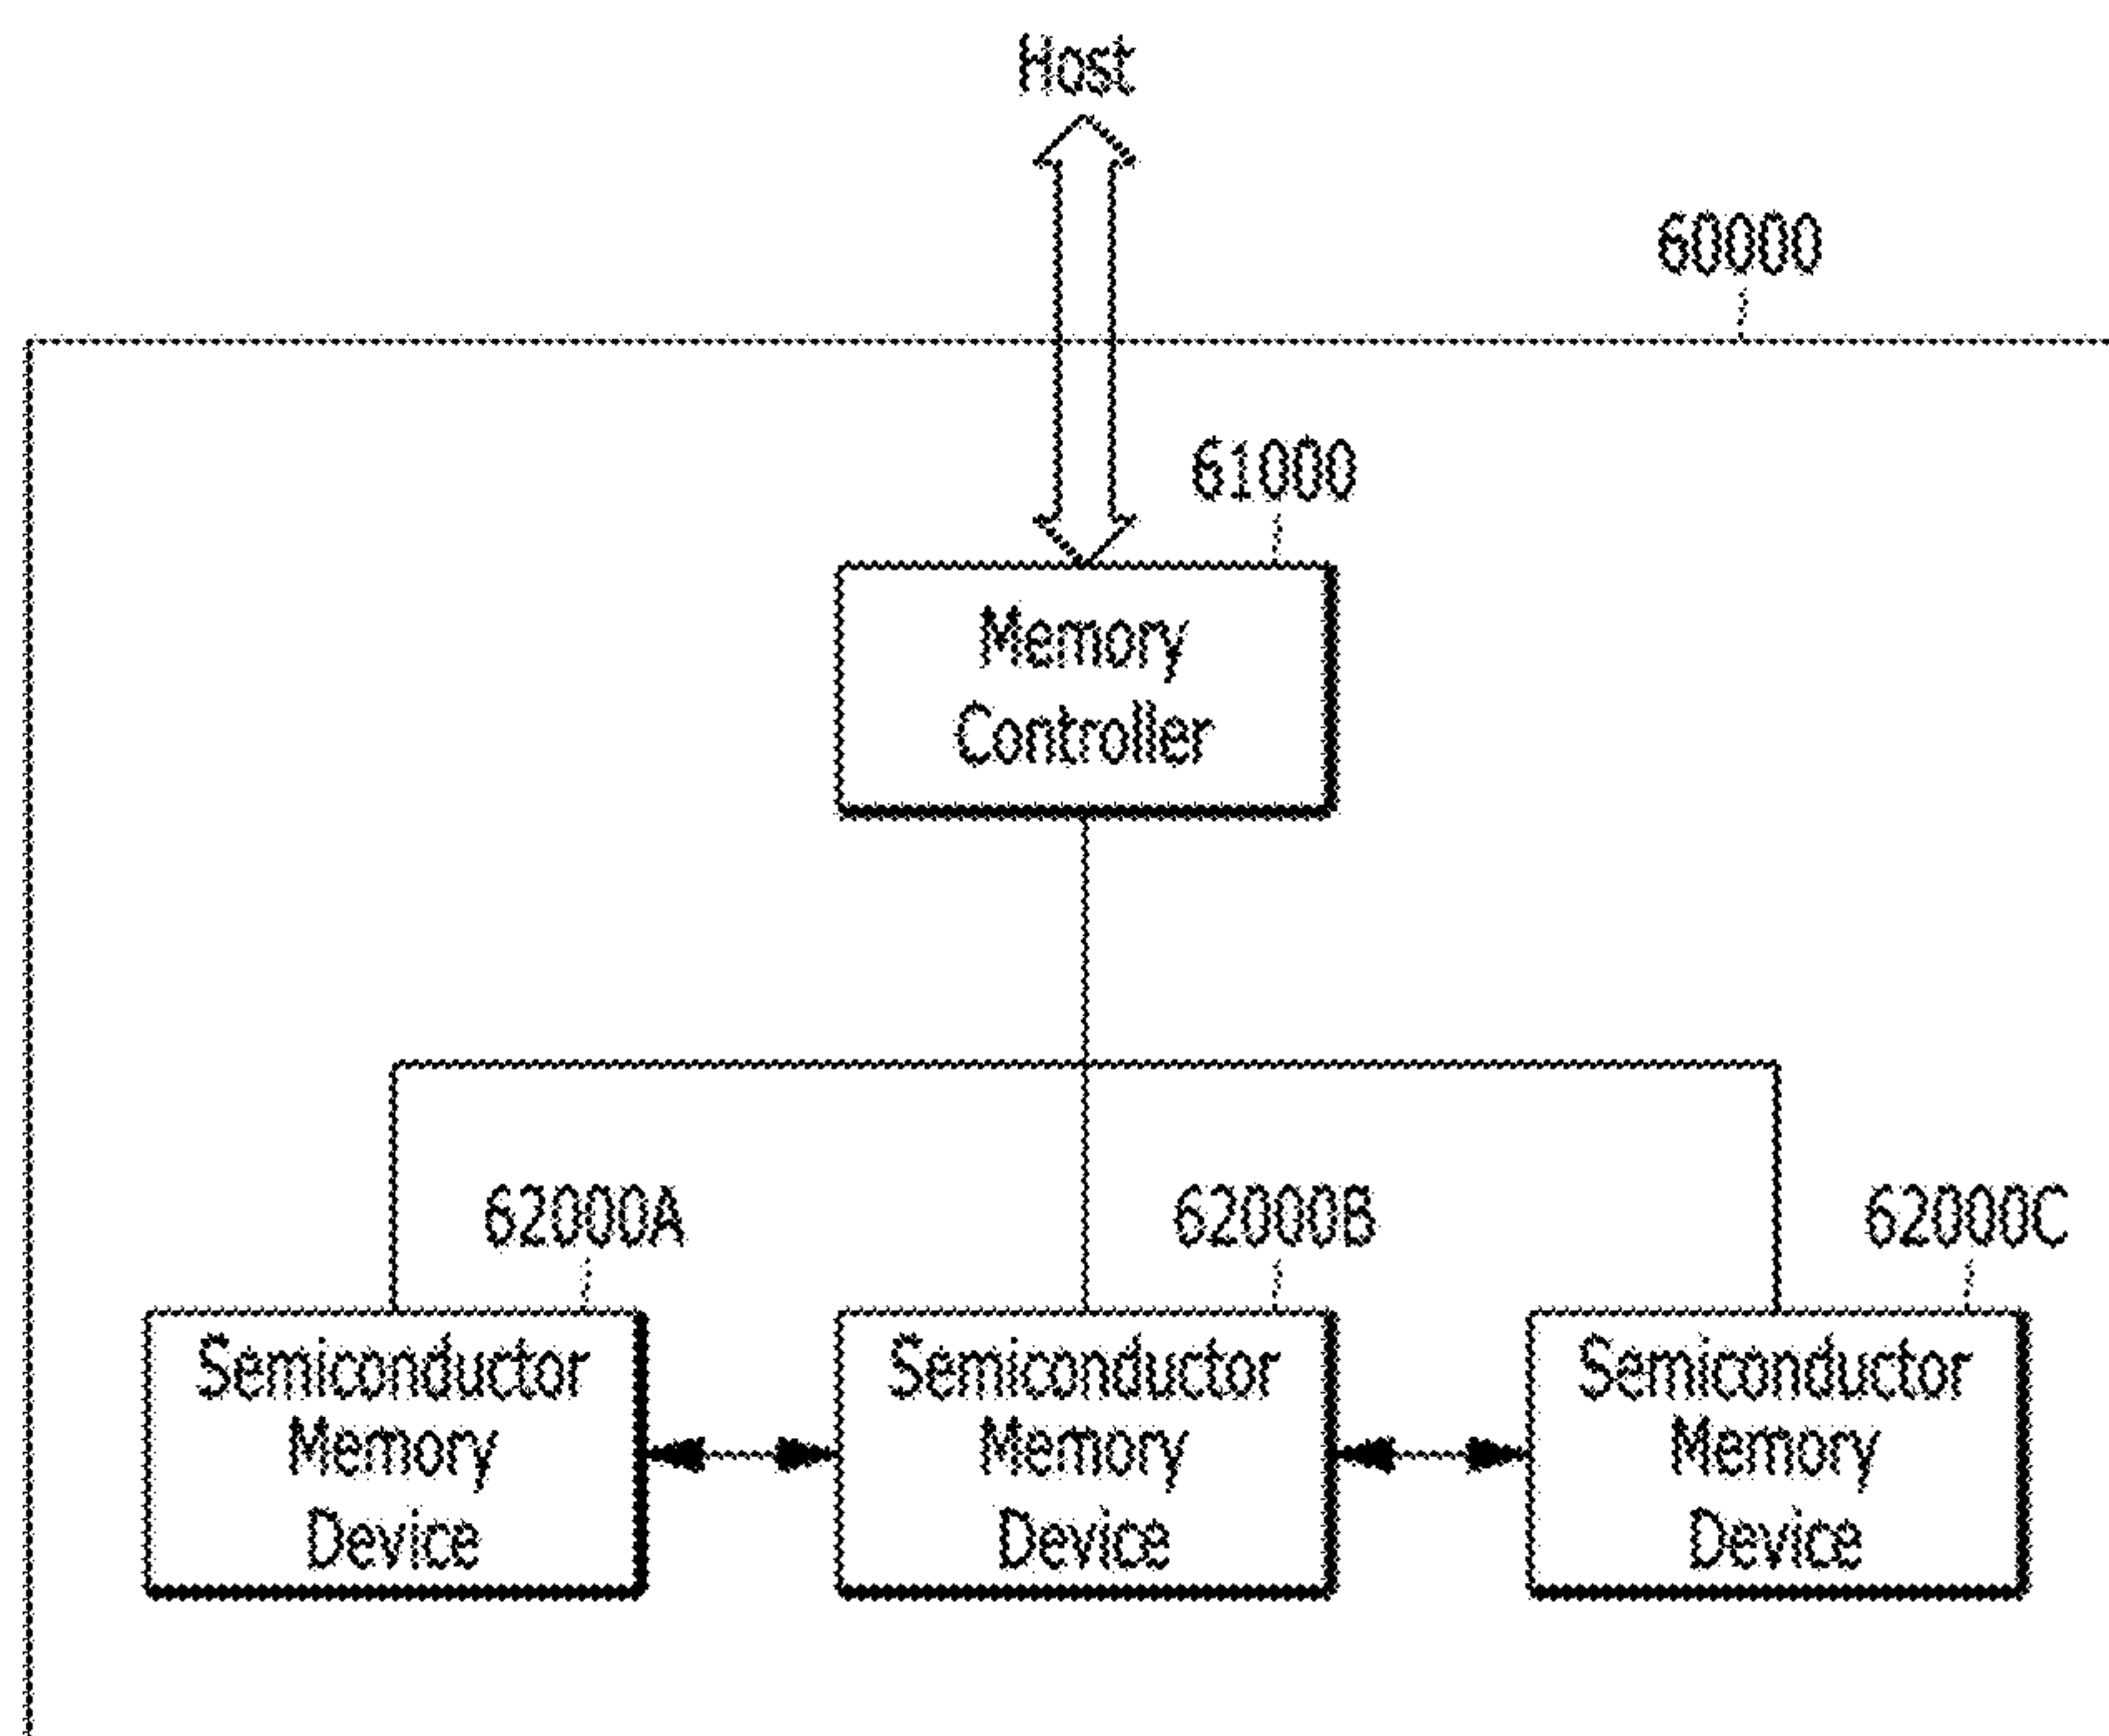 Host
60000
61000
Memory
Controller
62000A
62000B
62000C
Semiconductor
Memory
Device
Semiconductor
Memory
Device
Semiconductor
Memory
Device